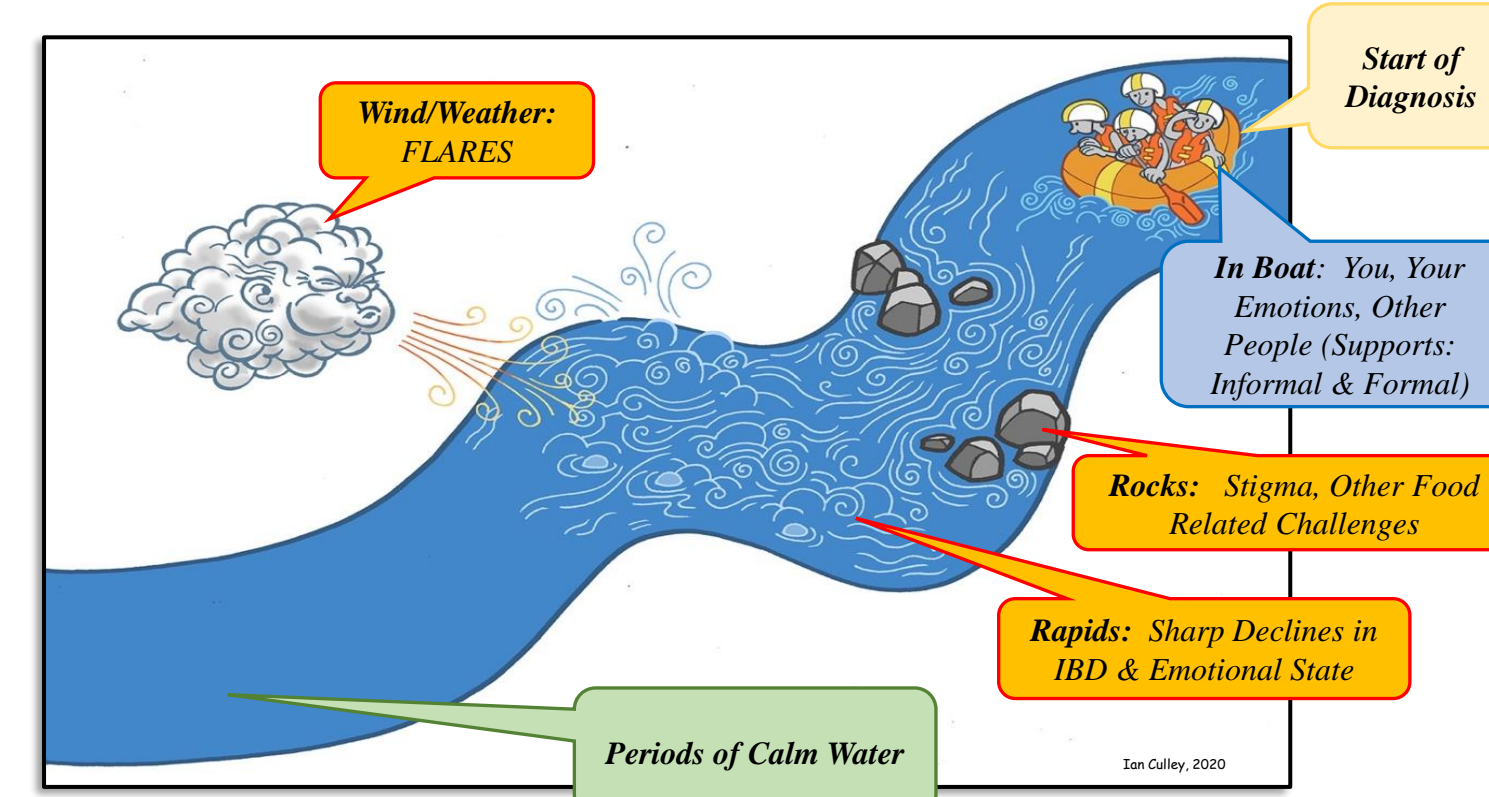 Start of
Diagnosis
Wind/Weather:
FLARES
In Boat: You, Your
Emotions, Other
People (Supports:
Informal & Formal)
Rocks: Stigma, Other Food
Related Challenges
Rapids: Sharp Declines in
IBD & Emotional State
Periods of Calm Water
Ian Culley, 2020